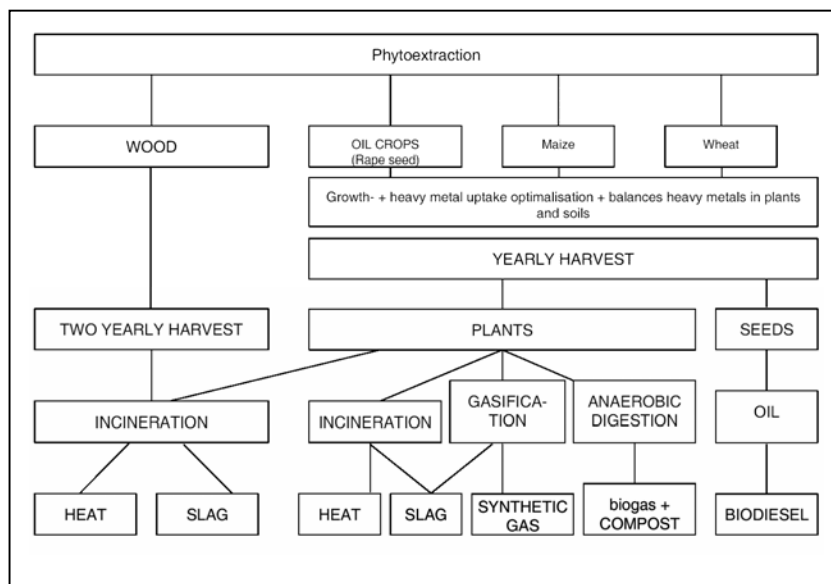 Phytoextraction
WOOD
OIL CROPS
(Rape seed)
Maize
Wheat
Growth- + heavy metal uptake optimalisation + balances heavy metals in plants
and soils
YEARLY HARVEST
TWO YEARLY HARVEST
PLANTS
SEEDS
INCINERATION
INCINERATION
GASIFICA-
TION
ANAEROBIC
DIGESTION
OIL
HEAT
SLAG
HEAT
SLAG
SYNTHETIC
GAS
biogas +
COMPOST
BIODIESEL